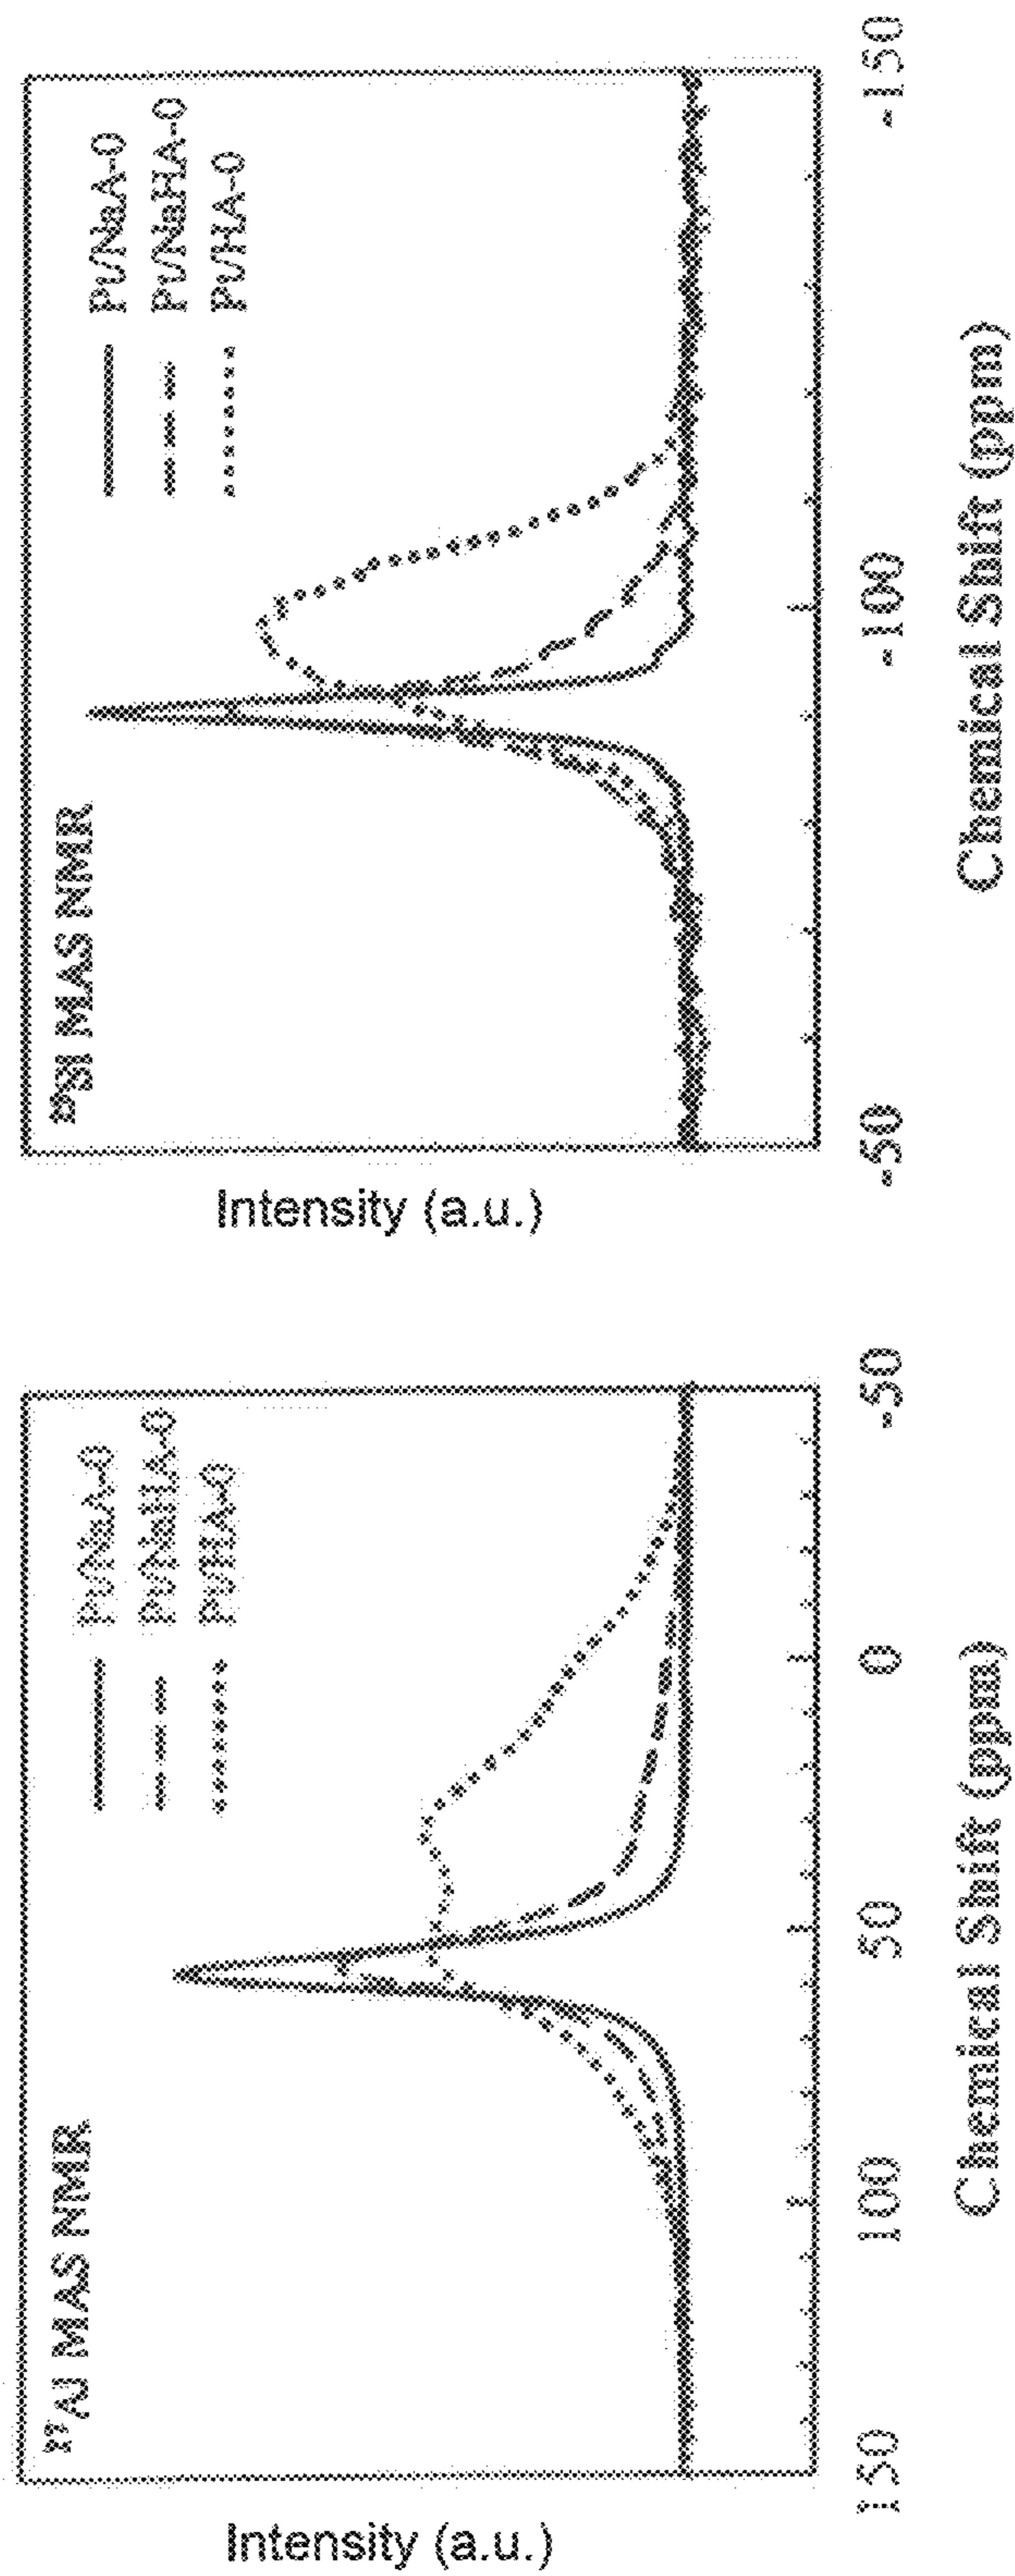 27Al MAS NMR
Pt/NaA-0
Pt/NaHA-0
Pt/HA-0
Intensity (a.u.)
150 100 50 0 -50
Chemical Shift (ppm)
29Si MAS NMR
Pt/NaA-0
Pt/NaHA-0
Pt/HA-0
Intensity (a.u.)
-50 -100 -150
Chemical Shift (ppm)